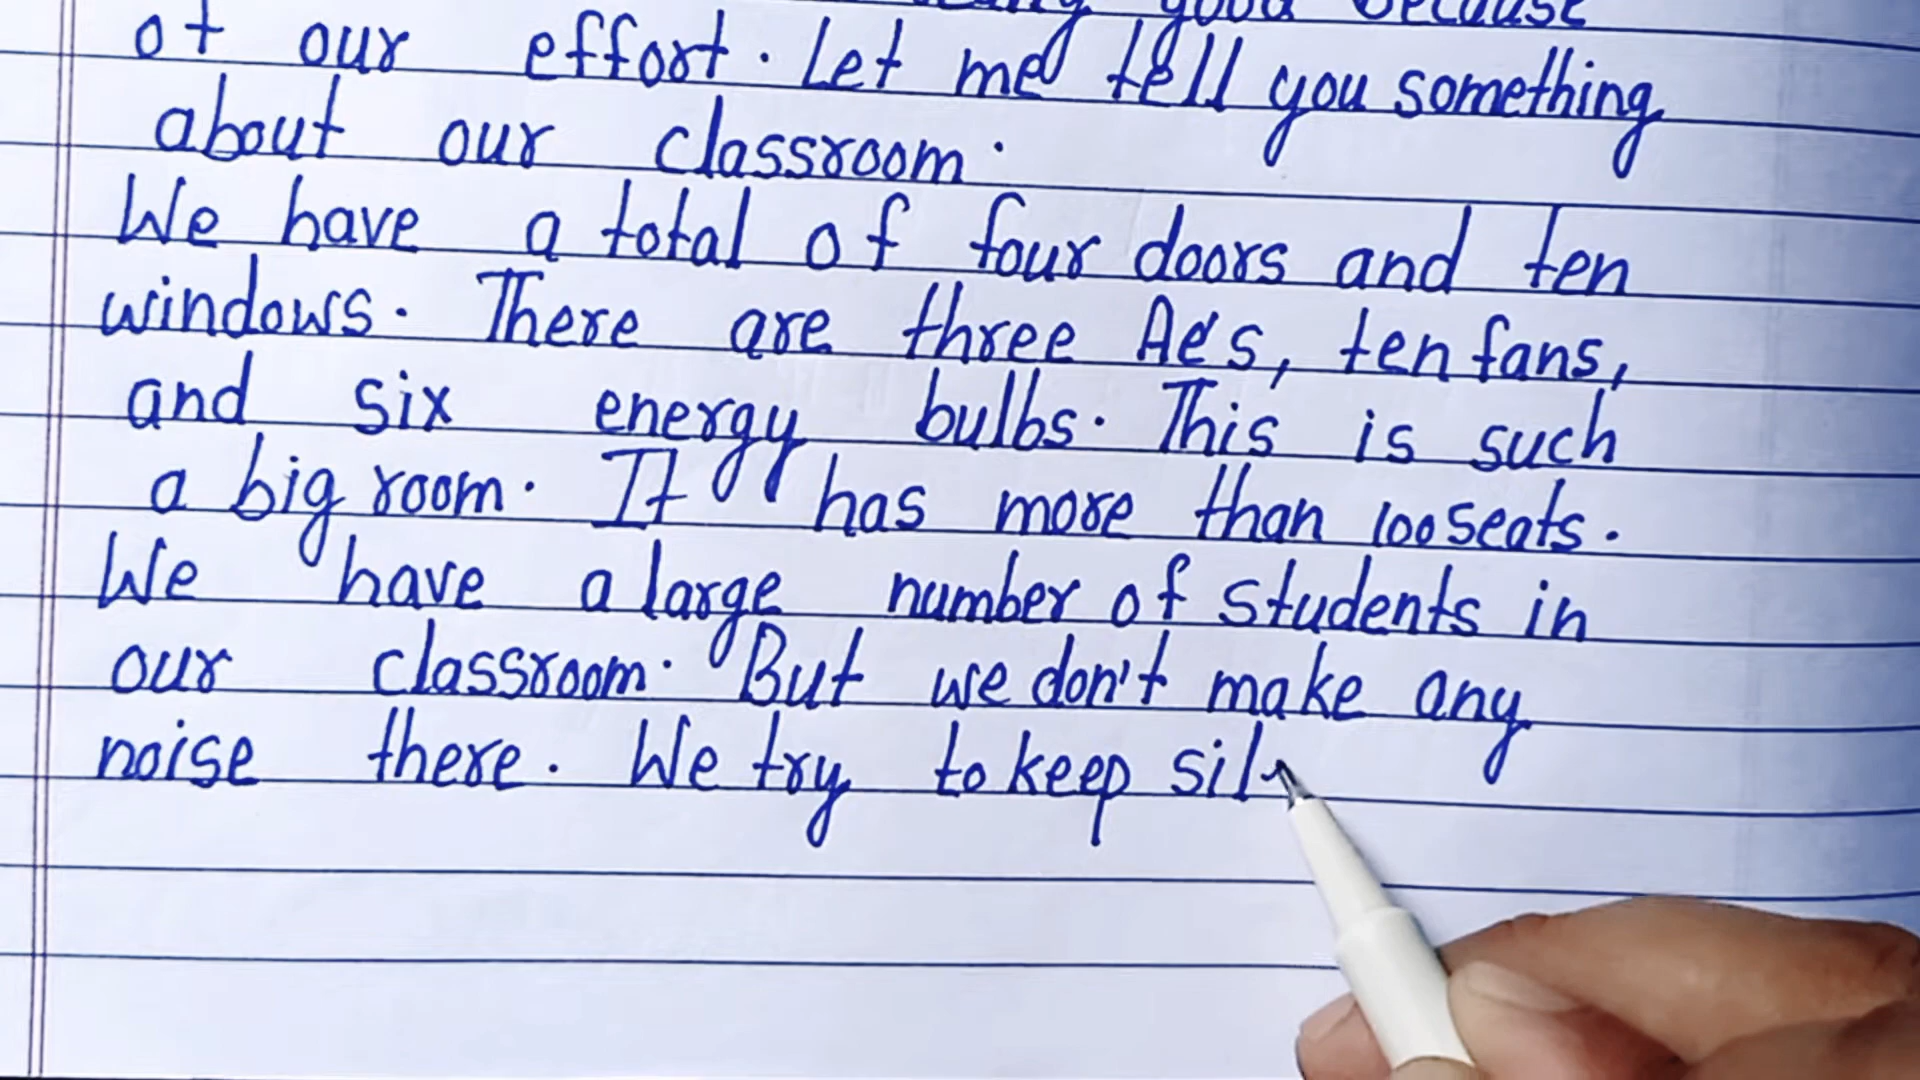 good because
of our effort. Let me tell you something
about our classroom.
We have a total of four doors and ten
windows. There are three AC's, ten fans,
and six energy bulbs. This is such
a big room. It has more than 100 seats.
We have a large number of students in
our classroom. But we don't make any
noise there. We try to keep sil